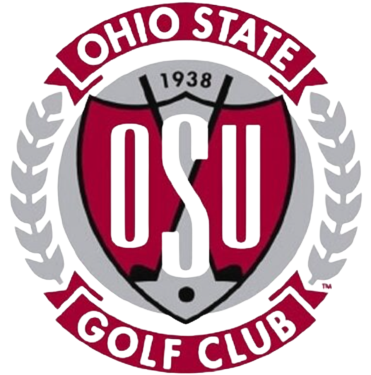 OHIO STATE
1938
OSU
GOLF CLUB
TM